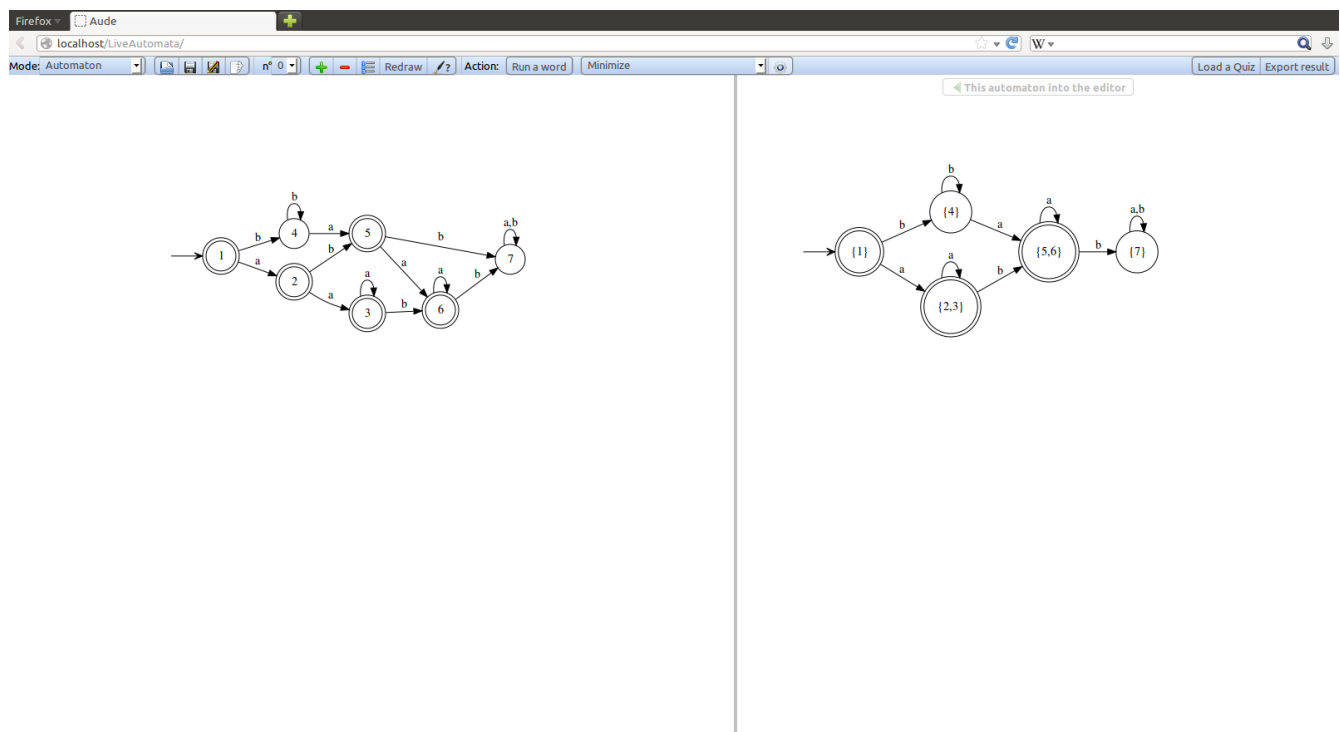 Firefox Aude
localhost/LiveAutomata/ W
Mode: Automaton n° 0 Redraw ? Action: Run a word Minimize Load a Quiz Export result
This automaton into the editor
b
4
b
a
5
1
a
2
b
a
b
a
3
b
a
a
6
b
a,b
7
b
{4}
b
a
{1}
a
a
{2,3}
b
a
{5,6}
b
a,b
{7}